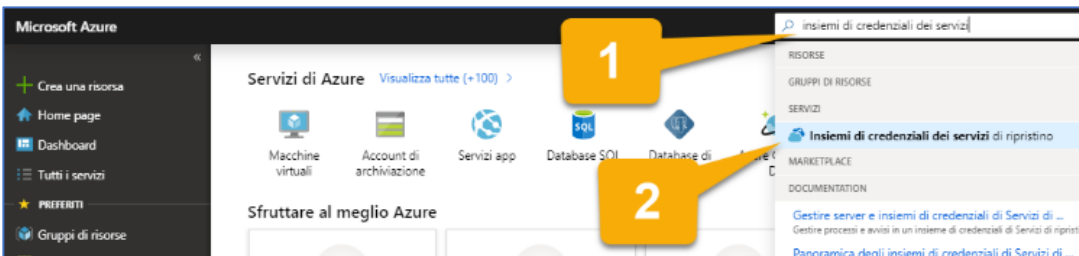 Microsoft Azure
insiemi di credenziali dei servizi
1
RISORSE
«
Servizi di Azure Visualizza tutte (+100) >
Crea una risorsa
GRUPPI DI RISORSE
Home page
SERVIZI
Dashboard
Insiemi di credenziali dei servizi di ripristino
Macchine virtuali
Account di archiviazione
Servizi app
Database SQL
Database di
MARKETPLACE
Tutti i servizi
2
DOCUMENTATION
PREFERITI
Sfruttare al meglio Azure
Gestire server e insiemi di credenziali di Servizi di ...
Gruppi di risorse
Gestire processi e avvisi in un insieme di credenziali di Servizi di
Panoramica degli insiemi di credenziali di Servizi di ...